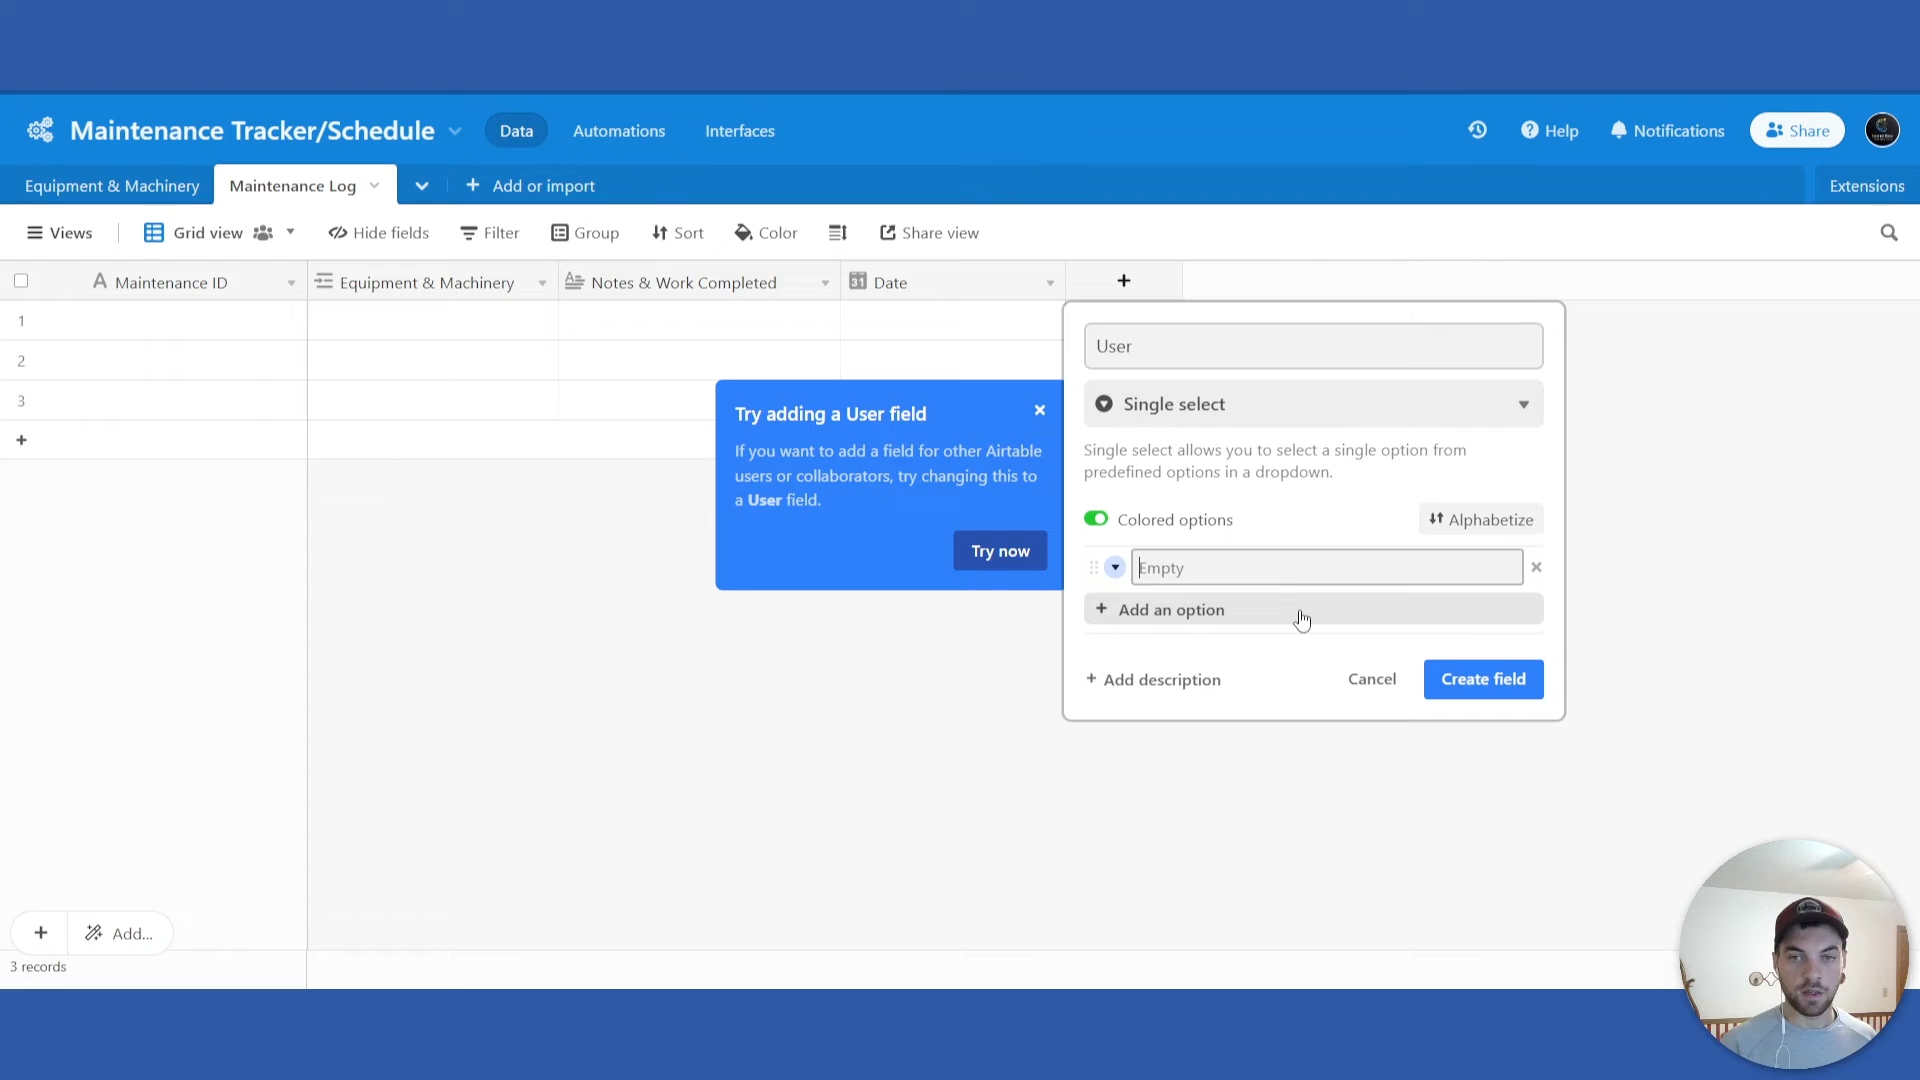 Maintenance Tracker/Schedule
Data
Automations
Interfaces
Help
Notifications
Share
Equipment & Machinery
Maintenance Log
Add or import
Extensions
Views
Grid view
Hide fields
Filter
Group
Sort
Color
Share view
Maintenance ID
Equipment & Machinery
Notes & Work Completed
31 Date
1
2
3
User
Single select
Single select allows you to select a single option from
predefined options in a dropdown.
Colored options
Alphabetize
Empty
Add an option
Add description
Cancel
Create field
Try adding a User field
If you want to add a field for other Airtable
users or collaborators, try changing this to
a User field.
Try now
Add...
3 records